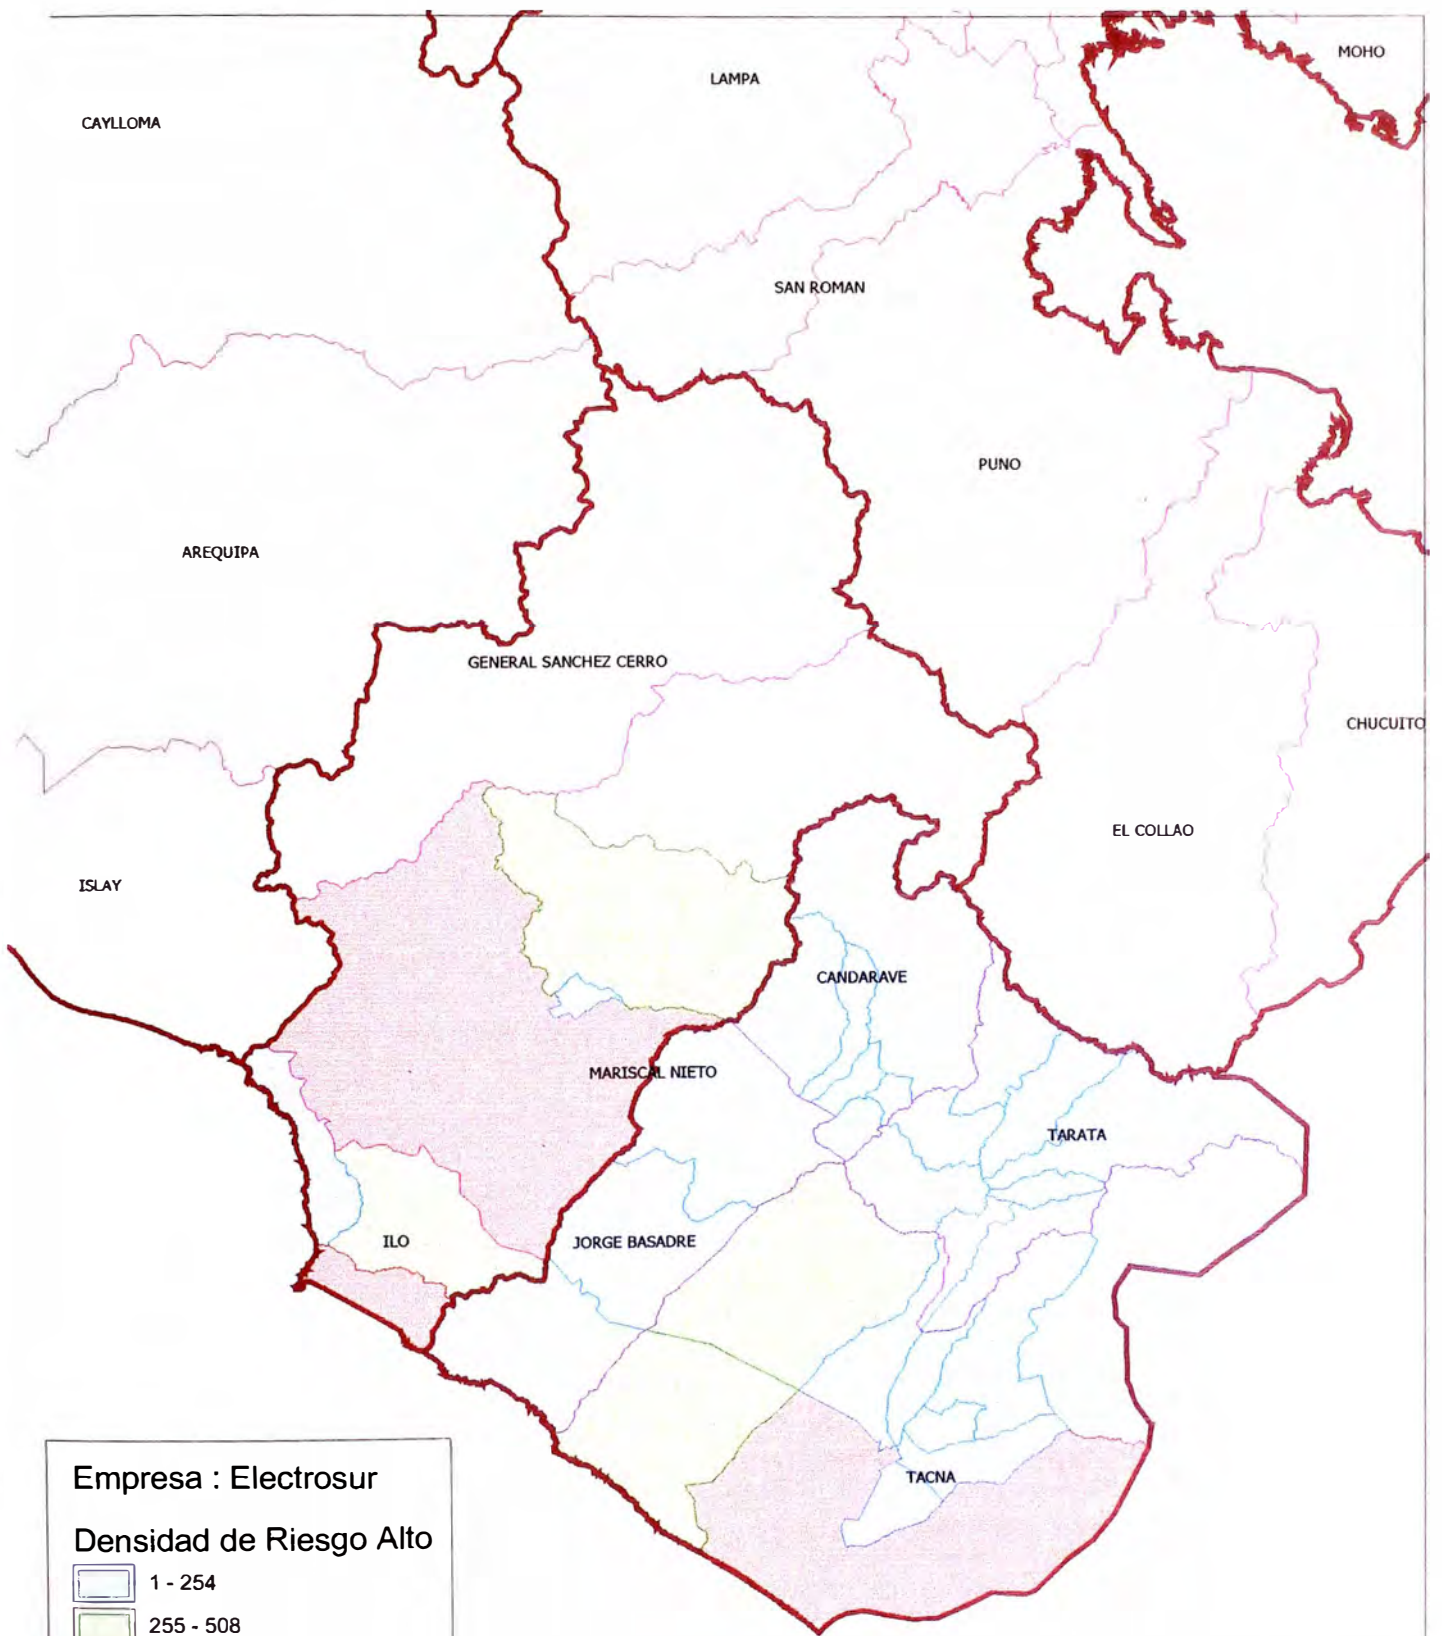 MOHO
LAMPA
CAYLLOMA
SAN ROMAN
PUNO
AREQUIPA
GENERAL SANCHEZ CERRO
CHUCUITO
EL COLLAO
ISLAY
CANDARAVE
MARISCAL NIETO
TARATA
ILO
JORGE BASADRE
TACNA
Empresa : Electrosur
Densidad de Riesgo Alto
1 - 254
255 - 508